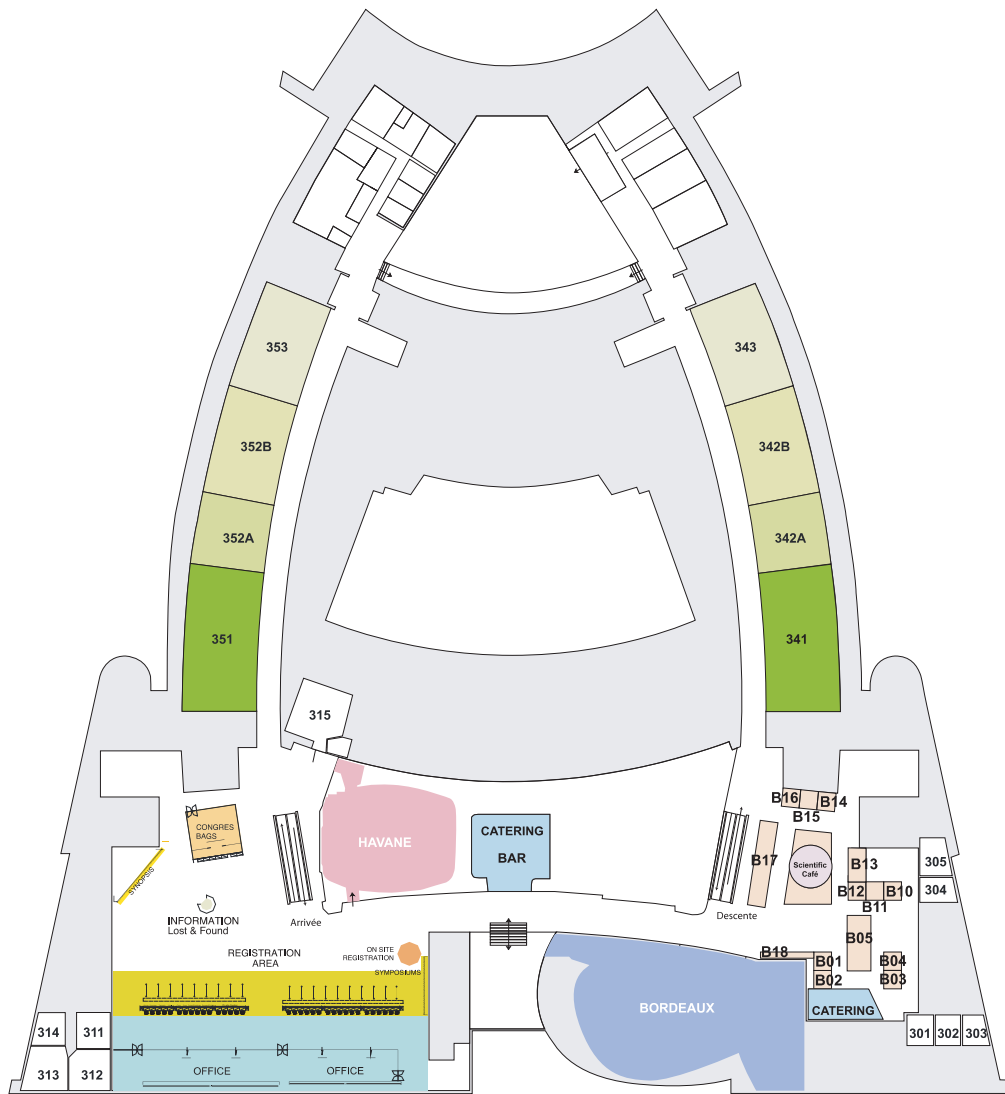 353
343
352B
342B
352A
342A
351
341
315
B16
B14
B15
CONGRES
BAGS
HAVANE
CATERING
BAR
B17
Scientific
Café
B13
305
SYNOPSIS
B12
B10
304
B11
INFORMATION
Lost & Found
Arrivée
Descente
B05
REGISTRATION
AREA
ON SITE
REGISTRATION
SYMPOSIUMS
B18
B01
B04
B02
B03
BORDEAUX
CATERING
314
311
301
302
303
313
312
OFFICE
OFFICE